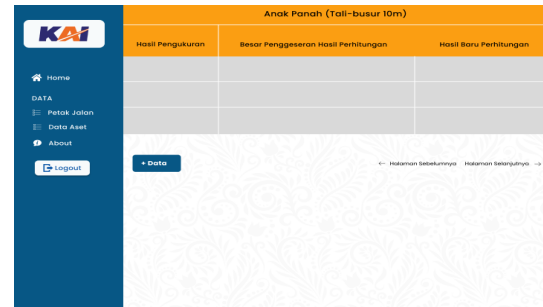 KAI
Home
DATA
Petak Jalan
Data Aset
About
Logout
Anak Panah (Tali-busur 10m)
Hasil Pengukuran
Besar Penggeseran Hasil Perhitungan
Hasil Baru Perhitungan
+ Data
← Halaman Sebelumnya
Halaman Selanjutnya →